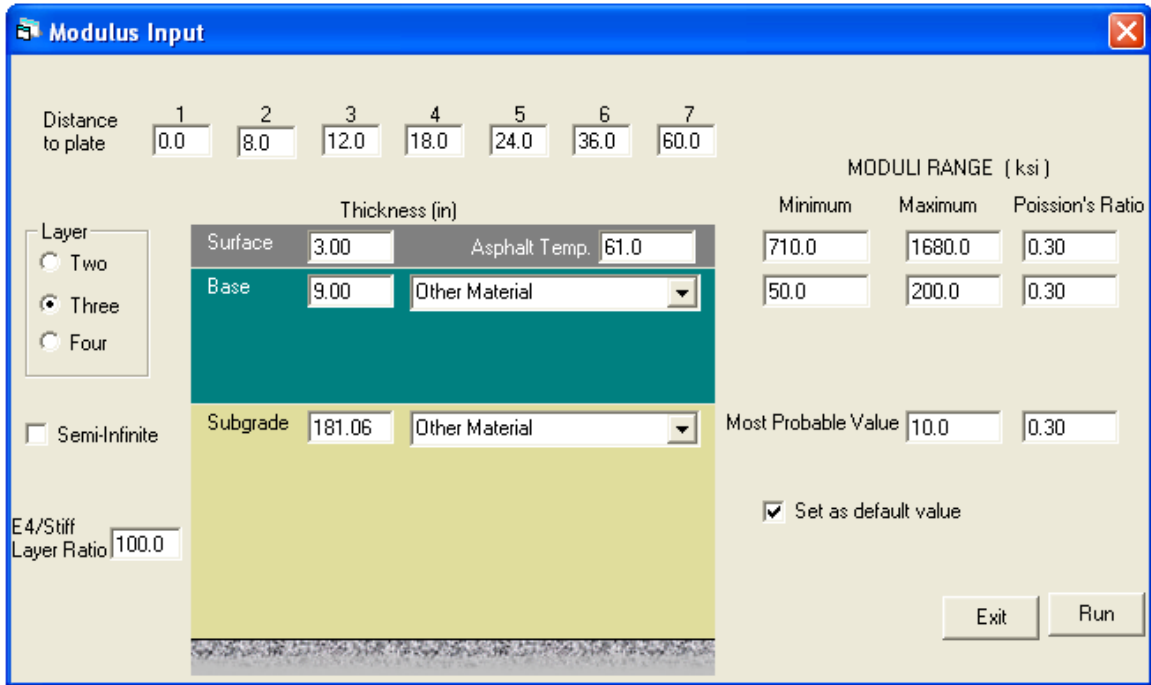 Modulus Input
1 2 3 4 5 6 7
Distance to plate 0.0 8.0 12.0 18.0 24.0 36.0 60.0
MODULI RANGE ( ksi )
Thickness (in) Minimum Maximum Poission's Ratio
Layer
Two
Three
Four
Surface 3.00 Asphalt Temp. 61.0 710.0 1680.0 0.30
Base 9.00 Other Material 50.0 200.0 0.30
Semi-Infinite
Subgrade 181.06 Other Material Most Probable Value 10.0 0.30
Set as default value
E4/Stiff
Layer Ratio 100.0
Exit Run